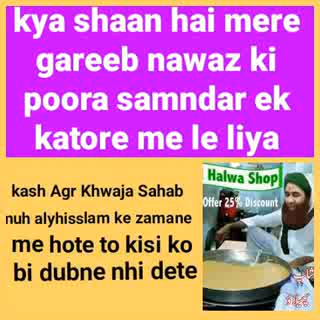 kya shaan hai mere
gareeb nawaz ki
poora samndar ek
katore me le liya
kash Agr Khwaja Sahab
nuh alyhisslam ke zamane
me hote to kisi ko
bi dubne nhi dete
Halwa Shop
Offer 25% Discount